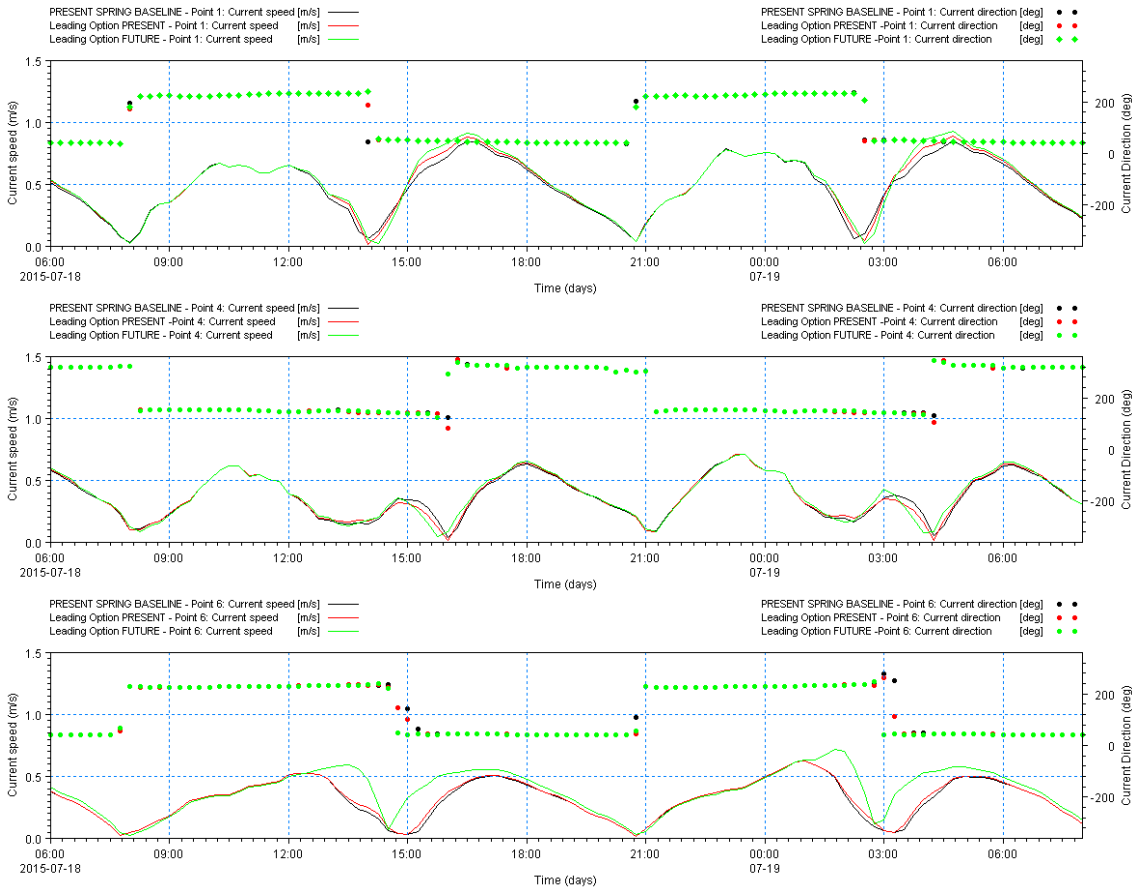 PRESENT SPRING BASELINE - Point 1: Current speed [m/s]
Leading Option PRESENT - Point 1: Current speed [m/s]
Leading Option FUTURE - Point 1: Current speed [m/s]
PRESENT SPRING BASELINE - Point 1: Current direction [deg]
Leading Option PRESENT -Point 1: Current direction [deg]
Leading Option FUTURE -Point 1: Current direction [deg]
1.5
1.0
0.5
0.0
Current speed (m/s)
200
0
-200
Current Direction (deg)
06:00 09:00 12:00 15:00 18:00 21:00 00:00 03:00 06:00
2015-07-18 07-19
Time (days)
PRESENT SPRING BASELINE - Point 4: Current speed [m/s]
Leading Option PRESENT -Point 4: Current speed [m/s]
Leading Option FUTURE - Point 4: Current speed [m/s]
PRESENT SPRING BASELINE - Point 4: Current direction [deg]
Leading Option PRESENT - Point 4: Current direction [deg]
Leading Option FUTURE - Point 4: Current direction [deg]
1.5
1.0
0.5
0.0
Current speed (m/s)
200
0
-200
Current Direction (deg)
06:00 09:00 12:00 15:00 18:00 21:00 00:00 03:00 06:00
2015-07-18 07-19
Time (days)
PRESENT SPRING BASELINE - Point 6: Current speed [m/s]
Leading Option PRESENT - Point 6: Current speed [m/s]
Leading Option FUTURE - Point 6: Current speed [m/s]
PRESENT SPRING BASELINE - Point 6: Current direction [deg]
Leading Option PRESENT - Point 6: Current direction [deg]
Leading Option FUTURE -Point 6: Current direction [deg]
1.5
1.0
0.5
0.0
Current speed (m/s)
200
0
-200
Current Direction (deg)
06:00 09:00 12:00 15:00 18:00 21:00 00:00 03:00 06:00
2015-07-18 07-19
Time (days)